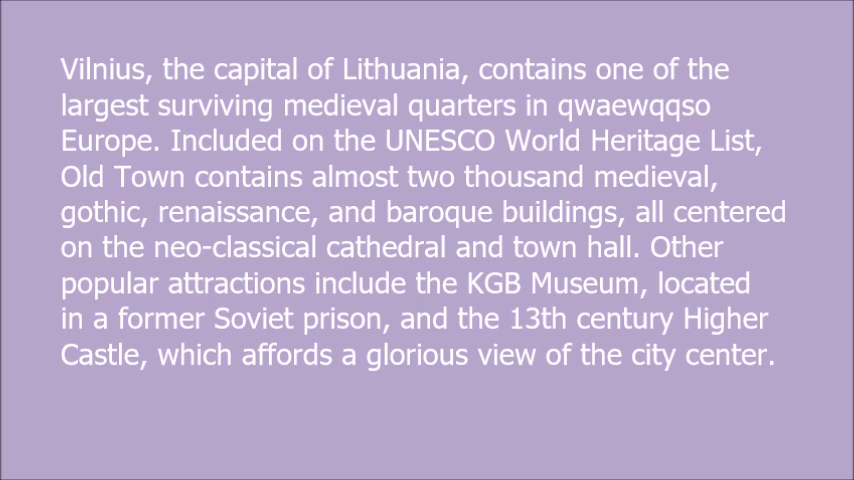 Vilnius, the capital of Lithuania, contains one of the
largest surviving medieval quarters in qwaewqqso
Europe. Included on the UNESCO World Heritage List,
Old Town contains almost two thousand medieval,
gothic, renaissance, and baroque buildings, all centered
on the neo-classical cathedral and town hall. Other
popular attractions include the KGB Museum, located
in a former Soviet prison, and the 13th century Higher
Castle, which affords a glorious view of the city center.